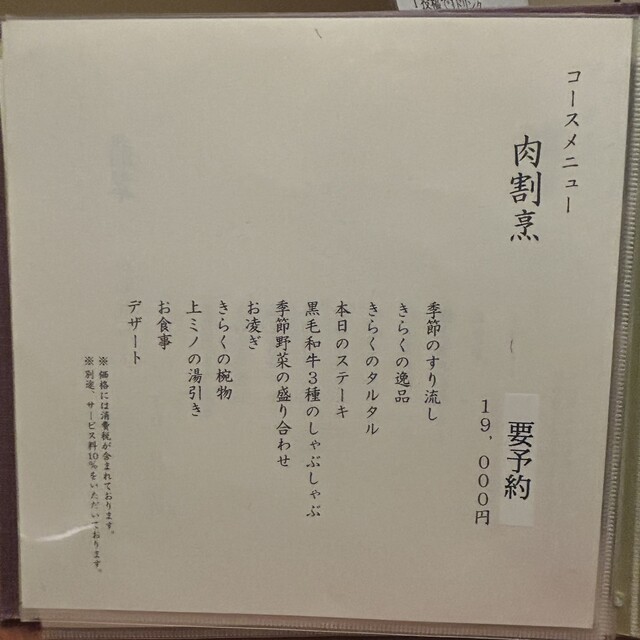 コースメニュー
肉割烹
要予約
19,000円
季節のすり流し
きらくの逸品
きらくのタルタル
本日のステーキ
黒毛和牛3種のしゃぶしゃぶ
季節野菜の盛り合わせ
お凌ぎ
きらくの椀物
上ミノの湯引き
お食事
デザート
※ 価格には消費税が含まれております。
※ 別途、サービス料10％をいただいております。